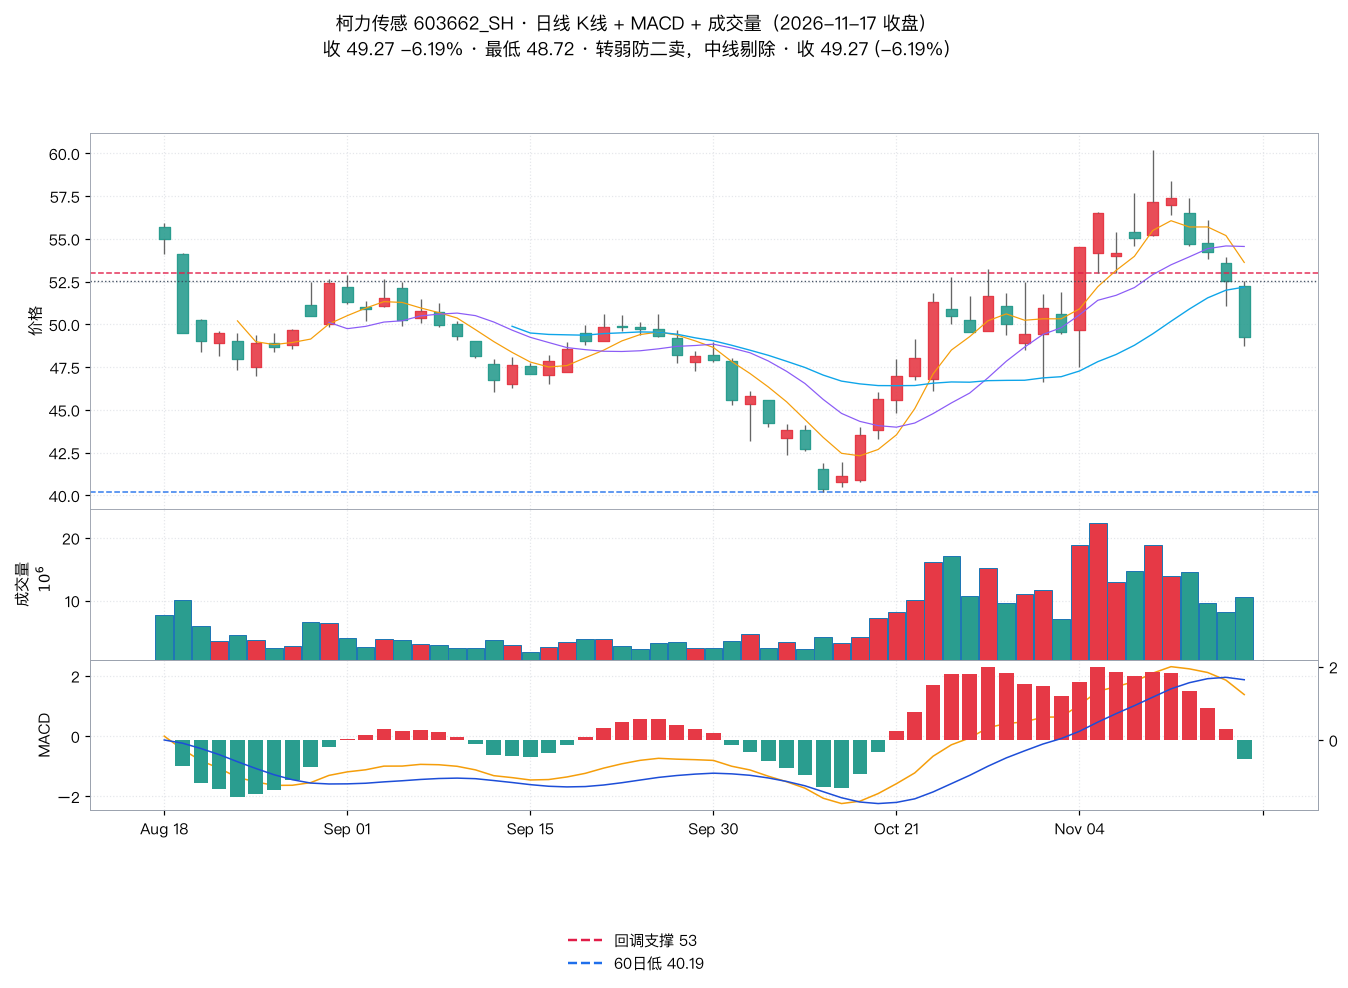 柯力传感 603662_SH · 日线 K线 + MACD + 成交量（2026−11−17 收盘）
收 49.27 −6.19% · 最低 48.72 · 转弱防二卖，中线剔除 · 收 49.27 (−6.19%)
价格
60.0
57.5
55.0
52.5
50.0
47.5
45.0
42.5
40.0
成交量
10⁶
20
10
MACD
2
0
−2
2
0
Aug 18
Sep 01
Sep 15
Sep 30
Oct 21
Nov 04
回调支撑 53
60日低 40.19